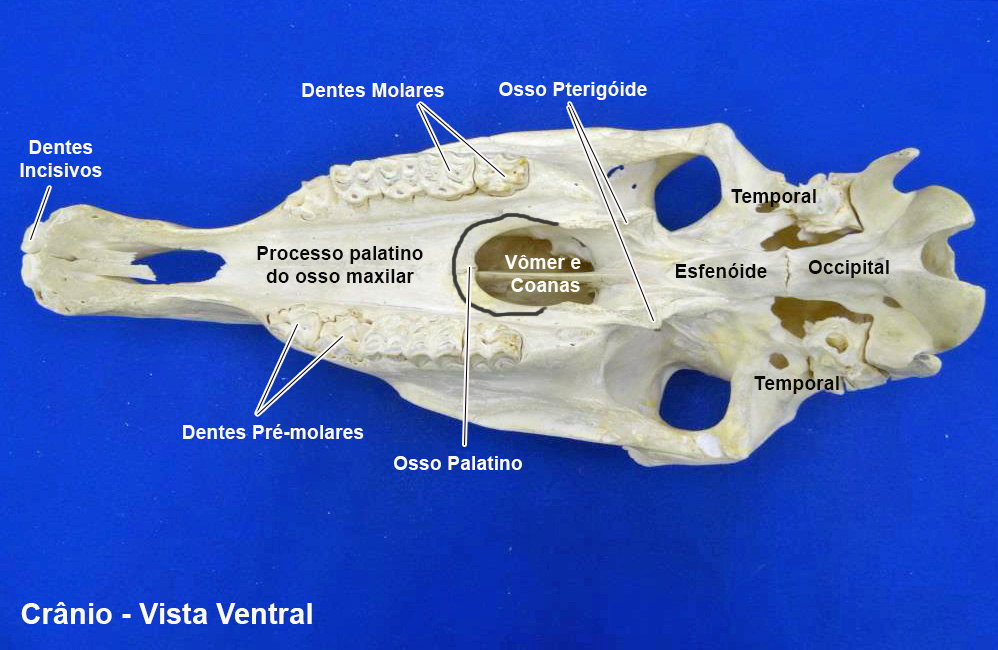 Dentes Molares
Osso Pterigóide
Dentes
Incisivos
Temporal
Processo palatino
do osso maxilar
Vômer e
Coanas
Esfenóide
Occipital
Temporal
Dentes Pré-molares
Osso Palatino
Crânio - Vista Ventral